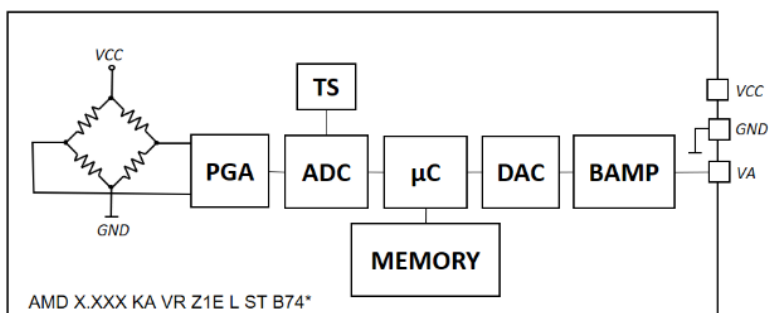 VCC
TS
VCC
GND
PGA
ADC
µC
DAC
BAMP
VA
GND
MEMORY
AMD X.XXX KA VR Z1E L ST B74*